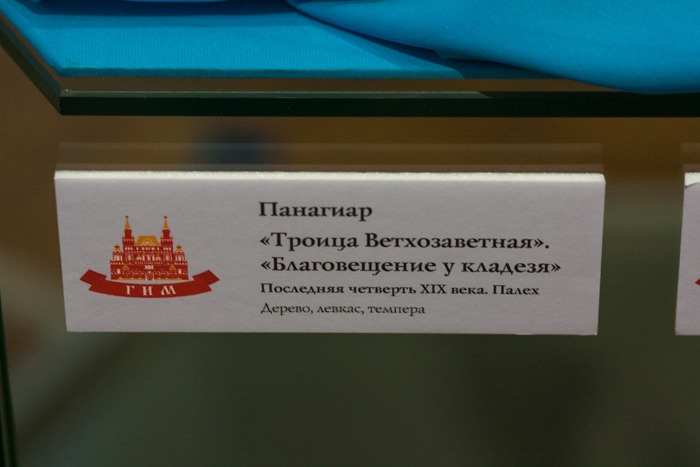 Панагиар
«Троица Ветхозаветная».
«Благовещение у кладезя»
Последняя четверть XIX века. Палех
Дерево, левкас, темпера
ГИМ